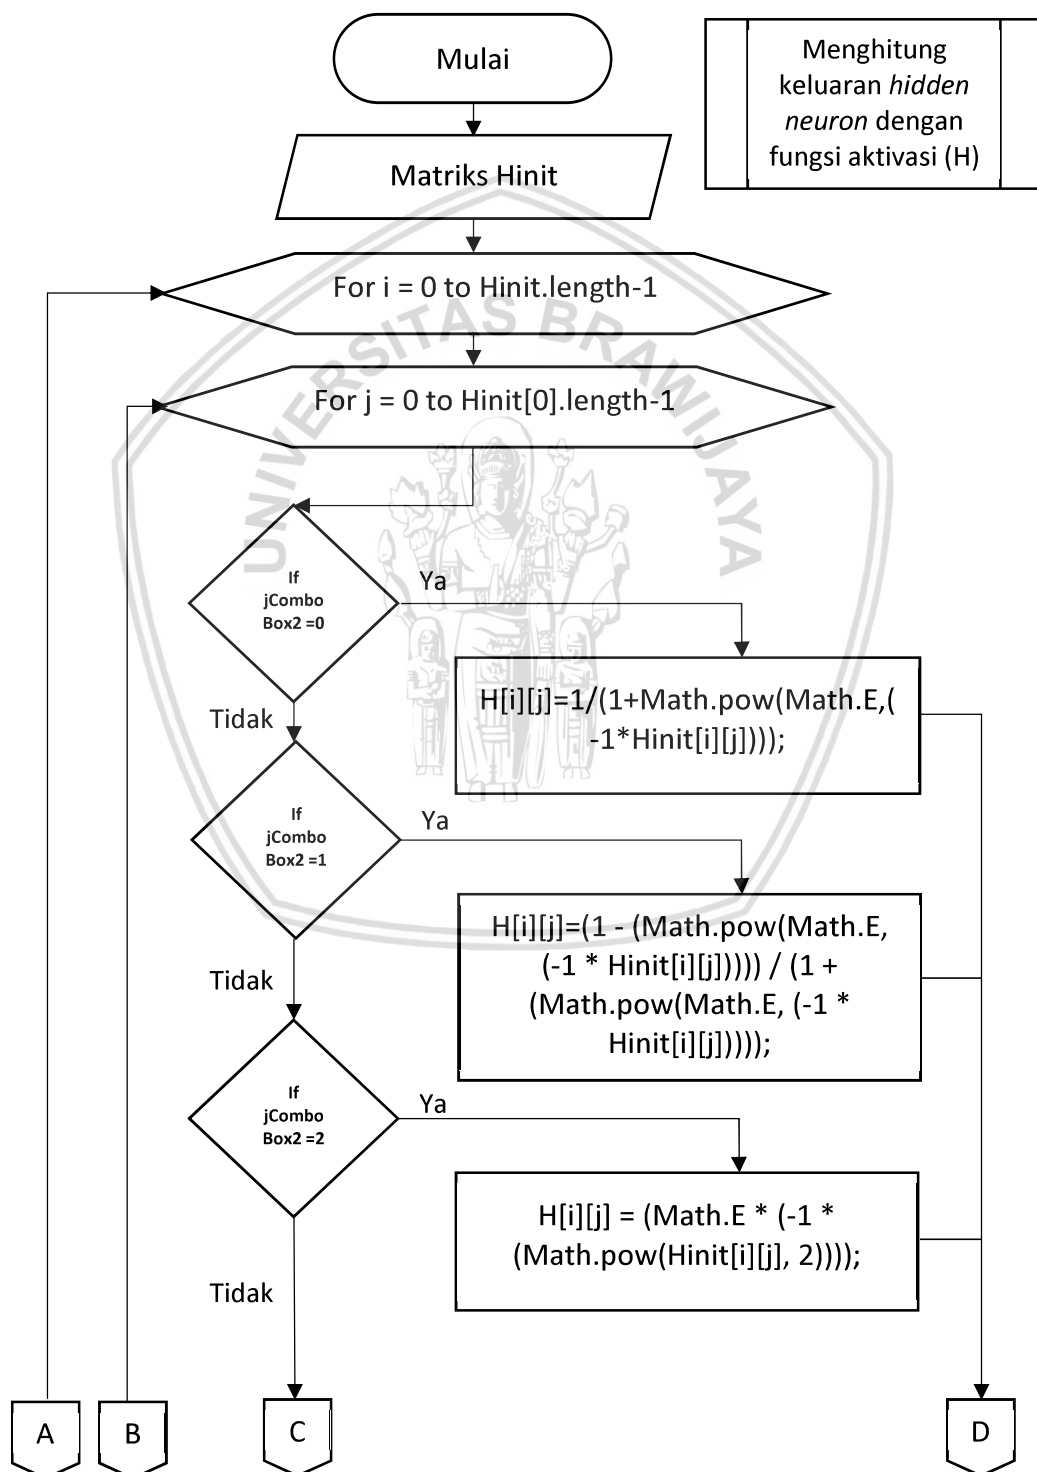 Mulai
Menghitung
keluaran hidden
neuron dengan
fungsi aktivasi (H)
Matriks Hinit
For i = 0 to Hinit.length-1
UNIVERSITAS BRAWIJAYA
For j = 0 to Hinit[0].length-1
If
jCombo
Box2 =0
Ya
H[i][j]=1/(1+Math.pow(Math.E,(
-1*Hinit[i][j])));
Tidak
If
jCombo
Box2 =1
Ya
H[i][j]=(1 - (Math.pow(Math.E,
(-1 * Hinit[i][j])))) / (1 +
(Math.pow(Math.E, (-1 *
Hinit[i][j]))));
Tidak
If
jCombo
Box2 =2
Ya
H[i][j] = (Math.E * (-1 *
(Math.pow(Hinit[i][j], 2))));
Tidak
A
B
C
D